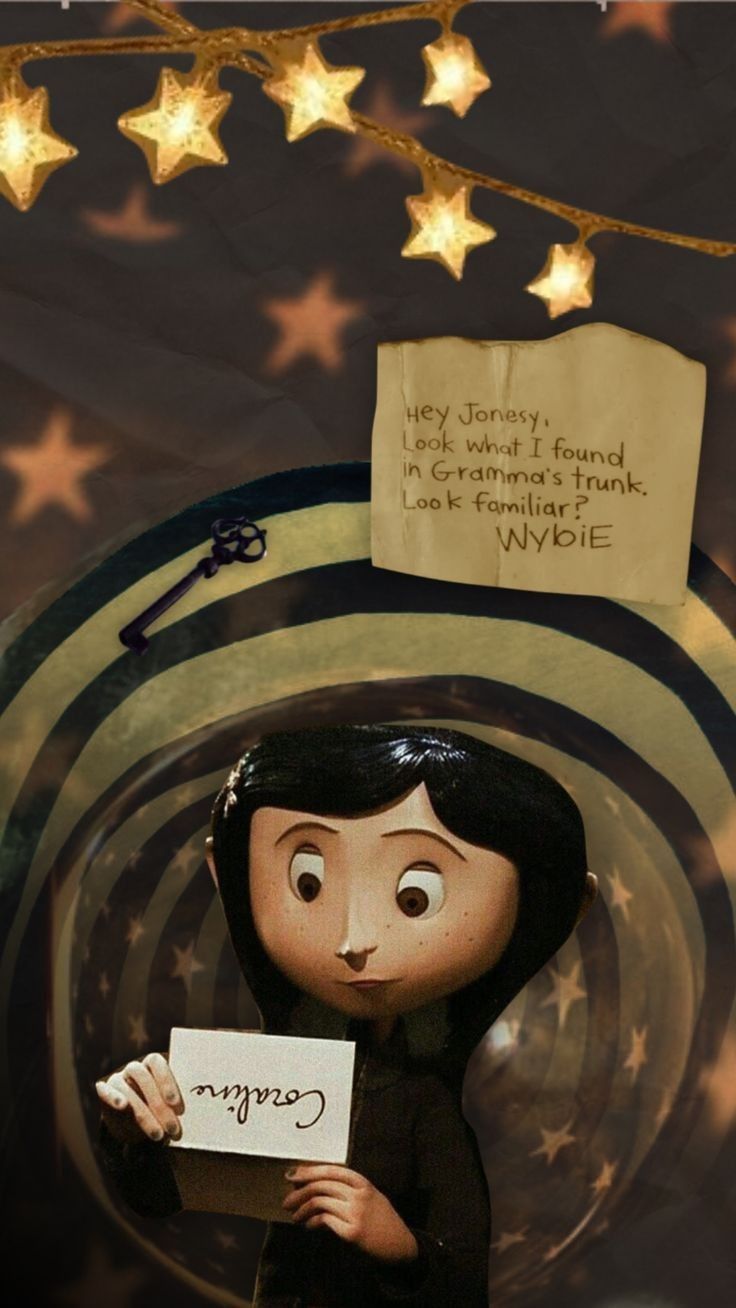 Hey Jonesy,
Look what I found
in Gramma's trunk.
Look familiar?
WYbiE
Coraline